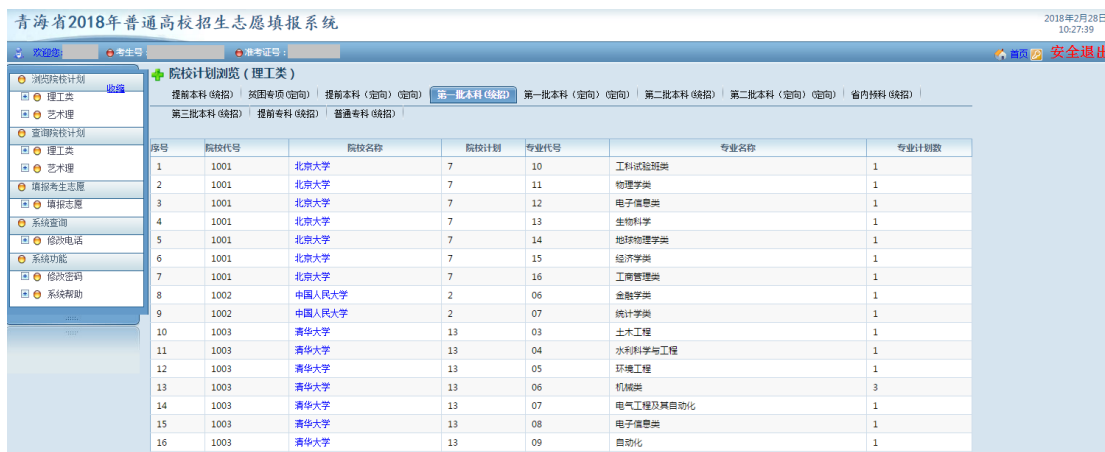 青海省2018年普通高校招生志愿填报系统
2018年2月28日
10:27:39
欢迎您: 考生号: 准考证号:
首页 安全退出
浏览院校计划
收缩
理工类
艺术理
查询院校计划
理工类
艺术理
填报考生志愿
填报志愿
系统查询
修改电话
系统功能
修改密码
系统帮助
院校计划浏览(理工类)
提前本科(统招) 贫困专项(定向) 提前本科(定向)(定向) 第一批本科(统招) 第一批本科(定向)(定向) 第二批本科(统招) 第二批本科(定向)(定向) 省内预科(统招)
第三批本科(统招) 提前专科(统招) 普通专科(统招)
序号 院校代号 院校名称 院校计划 专业代号 专业名称 专业计划数
1 1001 北京大学 7 10 工科试验班类 1
2 1001 北京大学 7 11 物理学类 1
3 1001 北京大学 7 12 电子信息类 1
4 1001 北京大学 7 13 生物科学 1
5 1001 北京大学 7 14 地球物理学类 1
6 1001 北京大学 7 15 经济学类 1
7 1001 北京大学 7 16 工商管理类 1
8 1002 中国人民大学 2 06 金融学类 1
9 1002 中国人民大学 2 07 统计学类 1
10 1003 清华大学 13 03 土木工程 1
11 1003 清华大学 13 04 水利科学与工程 1
12 1003 清华大学 13 05 环境工程 1
13 1003 清华大学 13 06 机械类 3
14 1003 清华大学 13 07 电气工程及其自动化 1
15 1003 清华大学 13 08 电子信息类 1
16 1003 清华大学 13 09 自动化 1